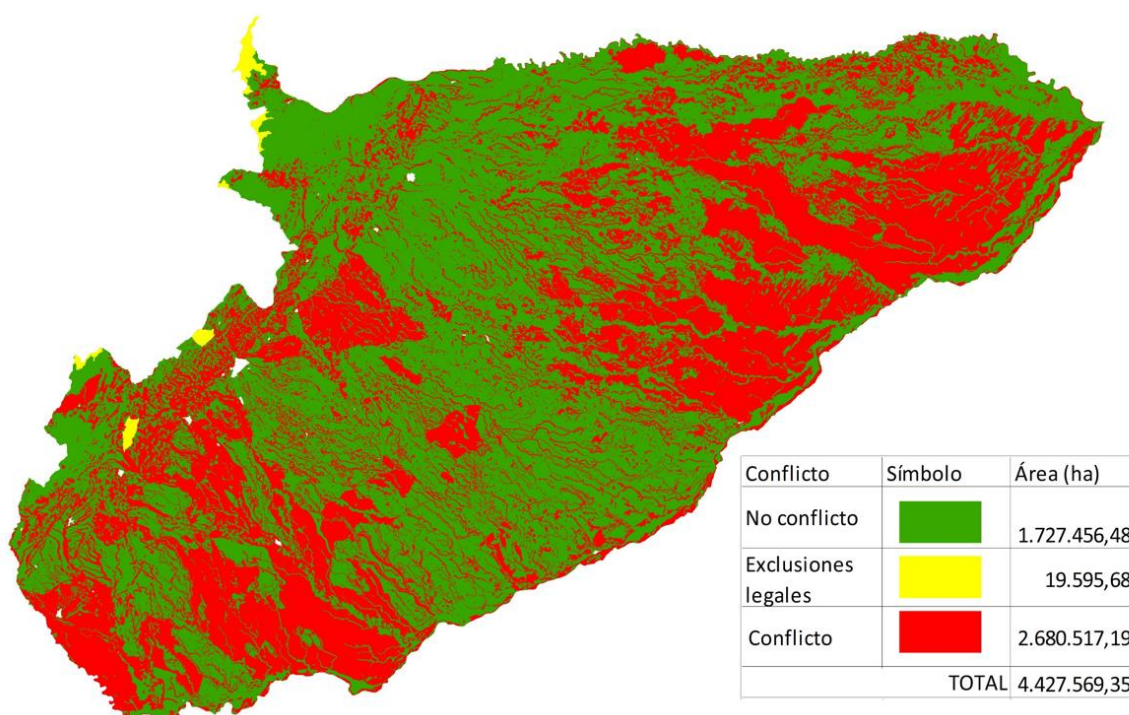 Conflicto Símbolo Área (ha)
No conflicto 1.727.456,48
Exclusiones
legales 19.595,68
Conflicto 2.680.517,19
TOTAL 4.427.569,35